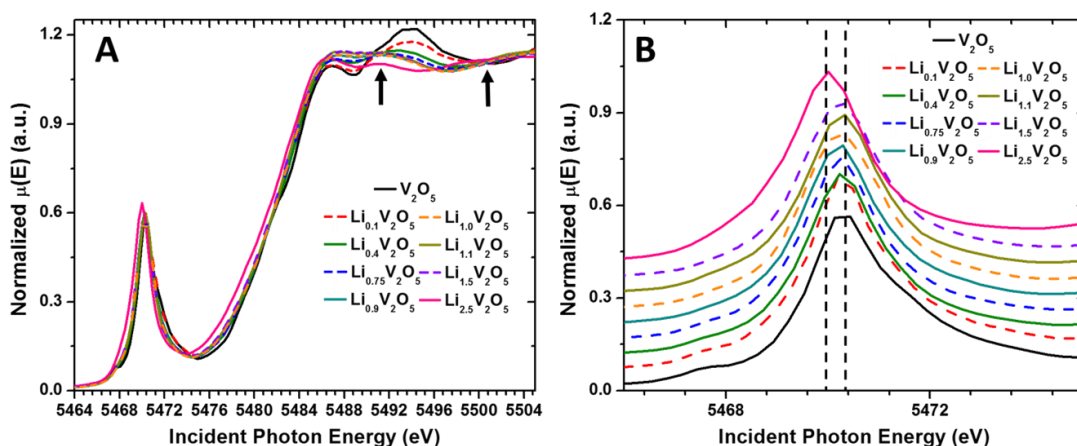 A
Normalized μ(E) (a.u.)
1.2
0.9
0.6
0.3
0.0
V₂O₅
Li₀.₁V₂O₅ Li₁.₀V₂O₅
Li₀.₄V₂O₅ Li₁.₁V₂O₅
Li₀.₇₅V₂O₅ Li₁.₅V₂O₅
Li₀.₉V₂O₅ Li₂.₅V₂O₅
5464 5468 5472 5476 5480 5484 5488 5492 5496 5500 5504
Incident Photon Energy (eV)
B
Normalized μ(E) (a.u.)
1.2
0.9
0.6
0.3
0.0
V₂O₅
Li₀.₁V₂O₅ Li₁.₀V₂O₅
Li₀.₄V₂O₅ Li₁.₁V₂O₅
Li₀.₇₅V₂O₅ Li₁.₅V₂O₅
Li₀.₉V₂O₅ Li₂.₅V₂O₅
5468 5472
Incident Photon Energy (eV)